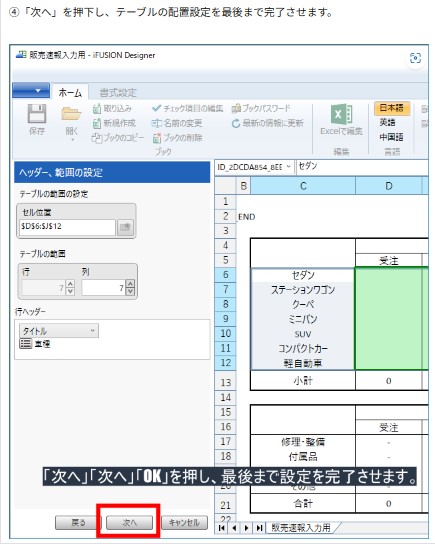 ④「次へ」を押下し、テーブルの配置設定を最後まで完了させます。
販売速報入力用 - iFUSION Designer
ホーム 書式設定
保存 開く 取り込み 新規作成 ブックのコピー チェック項目の編集 名前の変更 ブックの削除 ブックパスワード 最新の情報に更新
ブック
Excelで編集
編集
日本語
英語
中国語
言語
ヘッダー、範囲の設定
テーブルの範囲の設定
セル位置
$D$6:$J$12
テーブルの範囲
行 列
7 7
行ヘッダー
タイトル
車種
戻る 次へ キャンセル
ID_2DCDA854_8EE セダン
B C D
1
2 END
3
4
5 受注
6 セダン
7 ステーションワゴン
8 クーペ
9 ミニバン
10 SUV
11 コンパクトカー
12 軽自動車
13 小計 0
14
15
16 受注
17 修理・整備 -
18 付属品 -
「次へ」「次へ」「OK」を押し、最後まで設定を完了させます。
その他
21 合計 0
22
販売速報入力用